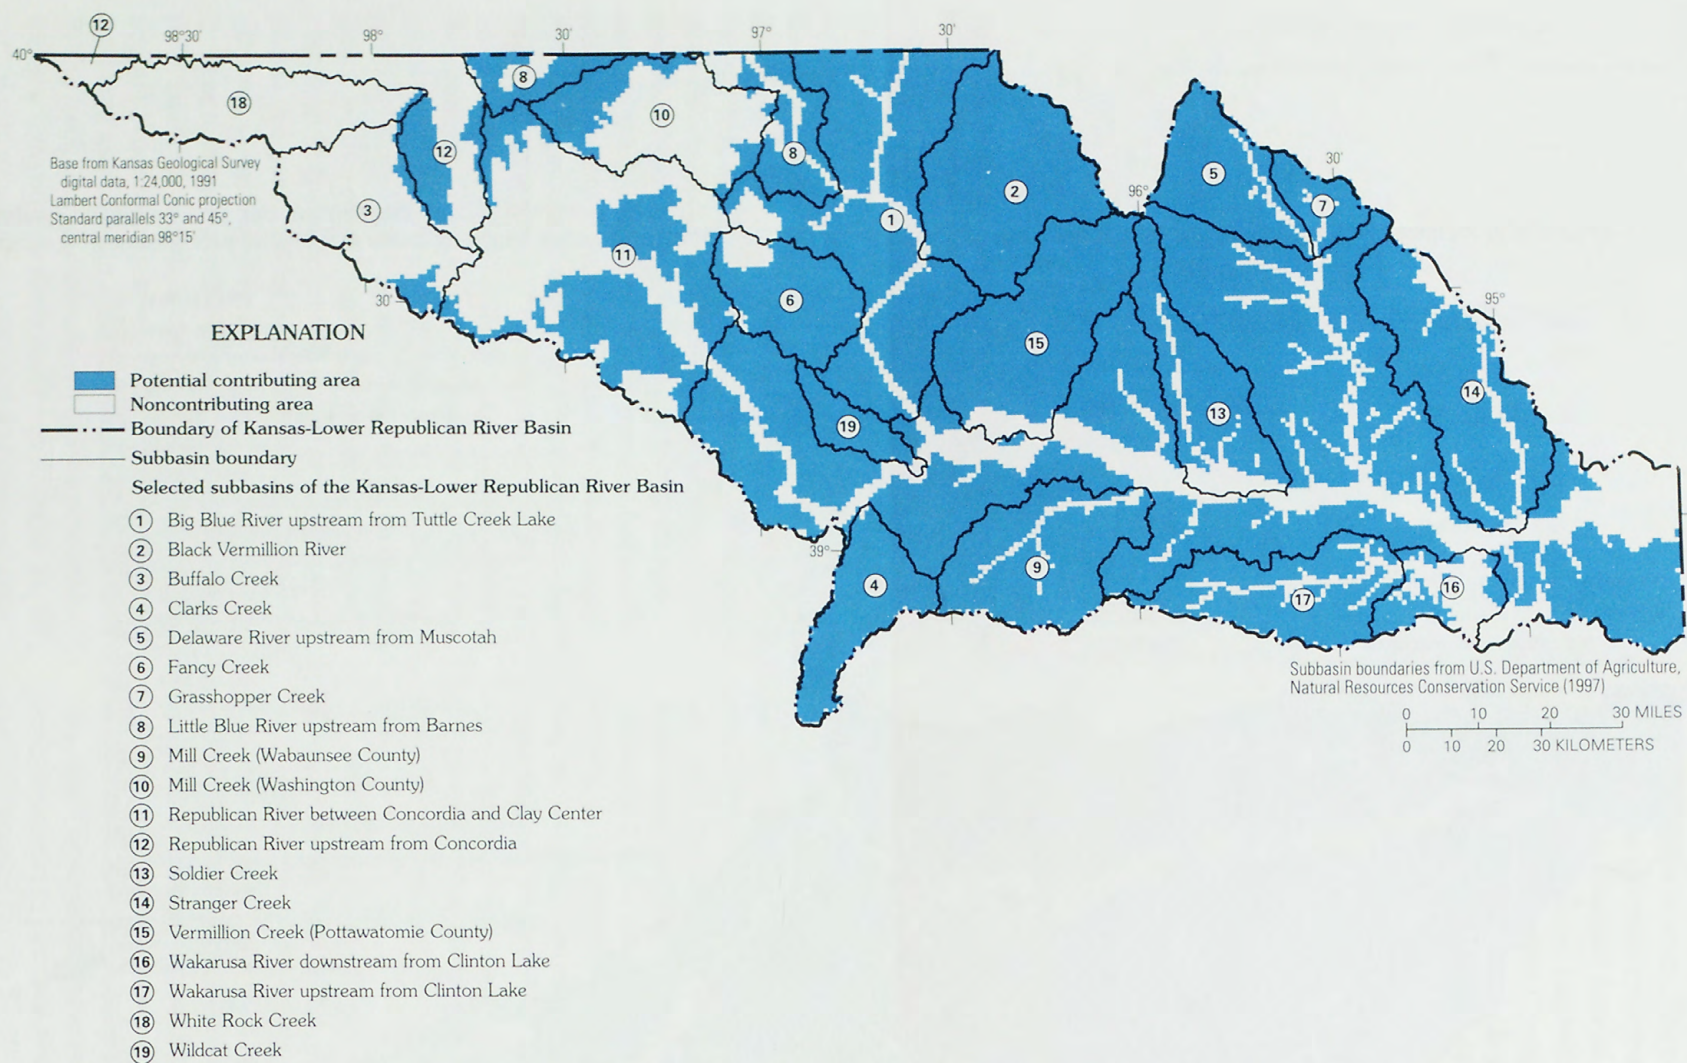 12
98°30'
98°
30'
97°
30'
40°
18
8
10
12
8
3
11
1
2
5
7
30'
96°
95°
6
15
19
13
14
4
9
17
16
39°
30'
Base from Kansas Geological Survey
digital data, 1:24,000, 1991
Lambert Conformal Conic projection
Standard parallels 33° and 45°,
central meridian 98°15'
EXPLANATION
Potential contributing area
Noncontributing area
Boundary of Kansas-Lower Republican River Basin
Subbasin boundary
Selected subbasins of the Kansas-Lower Republican River Basin
1 Big Blue River upstream from Tuttle Creek Lake
2 Black Vermillion River
3 Buffalo Creek
4 Clarks Creek
5 Delaware River upstream from Muscotah
6 Fancy Creek
7 Grasshopper Creek
8 Little Blue River upstream from Barnes
9 Mill Creek (Wabaunsee County)
10 Mill Creek (Washington County)
11 Republican River between Concordia and Clay Center
12 Republican River upstream from Concordia
13 Soldier Creek
14 Stranger Creek
15 Vermillion Creek (Pottawatomie County)
16 Wakarusa River downstream from Clinton Lake
17 Wakarusa River upstream from Clinton Lake
18 White Rock Creek
19 Wildcat Creek
Subbasin boundaries from U.S. Department of Agriculture,
Natural Resources Conservation Service (1997)
0 10 20 30 MILES
0 10 20 30 KILOMETERS